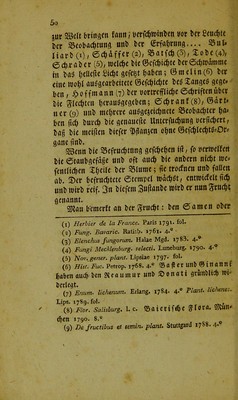 50
zur Welt bringen kann; verschwinden vor der Leuchte
der Beobachtung und der Erfahrung.... Bul-
liard (1), Schäffer (2), Batsch (3), Tode (4),
Schrader (5), welche die Geschichte der Schwämme
in das helleste Licht gesetzt haben; Gmelin (6) der
eine wohl ausgearbeitete Geschichte des Tanges gege-
ben, Hoffmann (7) der vortreffliche Schriften über
die Flechten herausgegeben; Schrank (8), Gärt-
ner (9) und mehrere ausgezeichnete Beobachter ha-
ben sich durch die genaueste Untersuchung versichert,
daß die meisten dieser Pflanzen ohne Geschlechts-Or-
gane sind.
Wenn die Befruchtung geschehen ist, so verwelken
die Staubgefäße und oft auch die andern nicht we-
sentlichen Theile der Blume; sie trocknen und fallen
ab. Der befruchtete Stempel wächst, entwickelt sich
und wird reif. In diesem Zustande wird er nun Frucht
genannt.
Man bemerkt an der Frucht: den Samen oder
(1) Herbier de la France. Paris 1791. fol.
(2) Fung. Bavaric. Ratisb. 1761. 4.°
(3) Elenchus fungorum. Halae Mgd. 1783. 4.°
(4) Fungi Mecklenburg. selecti. Luneburg. 1790. 4.°
(5) Nov. gener. plant. Lipsiae 1797. fol.
(6) Hist. Fuc. Petrop. 1768. 4.° Baster und Ginanni
haben auch den Reaumur und Donati gründlich wi-
derlegt.
(7) Enum. lichenum. Erlang. 1784. 4.° Plant. lichenos.
Lips. 1789. fol.
(8) Flor. Salisburg. l. c. Baierische Flora. Mün-
chen 1790. 8.°
(9) De fructibus et semin. plant. Stuttgard 1788. 4.°